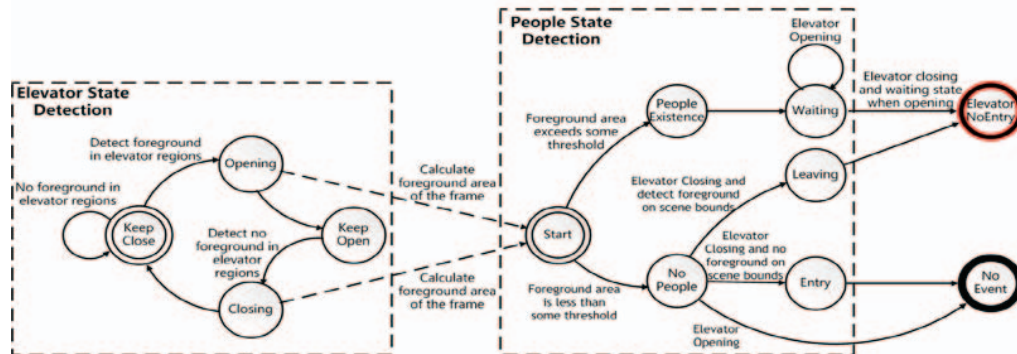 Elevator State
Detection
Detect foreground
in elevator regions
No foreground in
elevator regions
Opening
Keep
Close
Keep
Open
Detect no
foreground in
elevator
regions
Closing
Calculate
foreground area
of the frame
Calculate
foreground area
of the frame
People State
Detection
Start
Foreground area
exceeds some
threshold
Foreground area
is less than
some threshold
People
Existence
Elevator
Opening
Waiting
Elevator closing
and waiting state
when opening
Elevator
NoEntry
Elevator Closing and
detect foreground
on scene bounds
Leaving
Elevator
Closing and no
foreground on
scene bounds
No
People
Entry
Elevator
Opening
No
Event